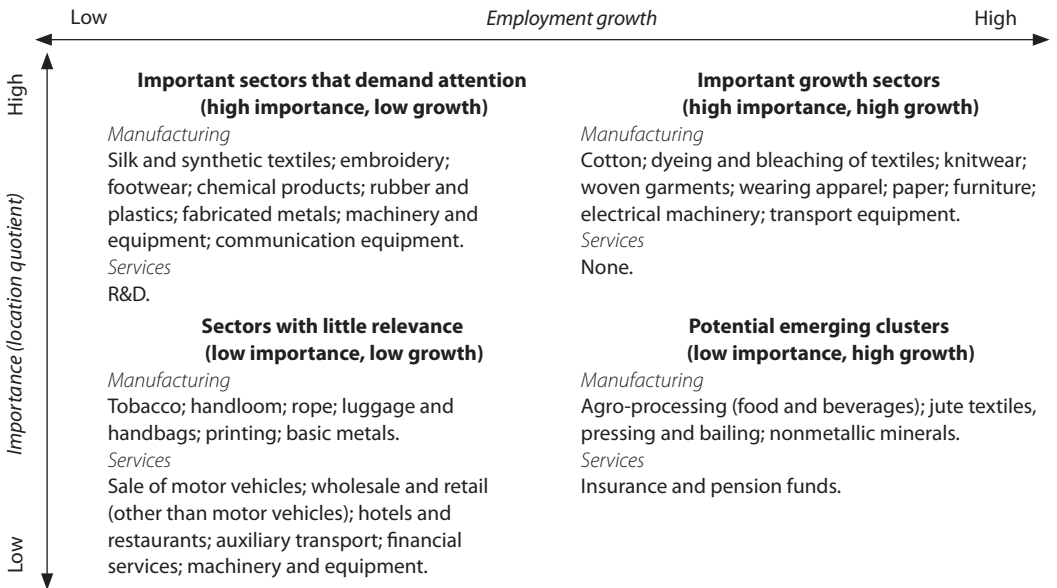 Low
Employment growth
High
High
Importance (location quotient)
Low
Important sectors that demand attention
(high importance, low growth)
Manufacturing
Silk and synthetic textiles; embroidery;
footwear; chemical products; rubber and
plastics; fabricated metals; machinery and
equipment; communication equipment.
Services
R&D.
Important growth sectors
(high importance, high growth)
Manufacturing
Cotton; dyeing and bleaching of textiles; knitwear;
woven garments; wearing apparel; paper; furniture;
electrical machinery; transport equipment.
Services
None.
Sectors with little relevance
(low importance, low growth)
Manufacturing
Tobacco; handloom; rope; luggage and
handbags; printing; basic metals.
Services
Sale of motor vehicles; wholesale and retail
(other than motor vehicles); hotels and
restaurants; auxiliary transport; financial
services; machinery and equipment.
Potential emerging clusters
(low importance, high growth)
Manufacturing
Agro-processing (food and beverages); jute textiles,
pressing and bailing; nonmetallic minerals.
Services
Insurance and pension funds.